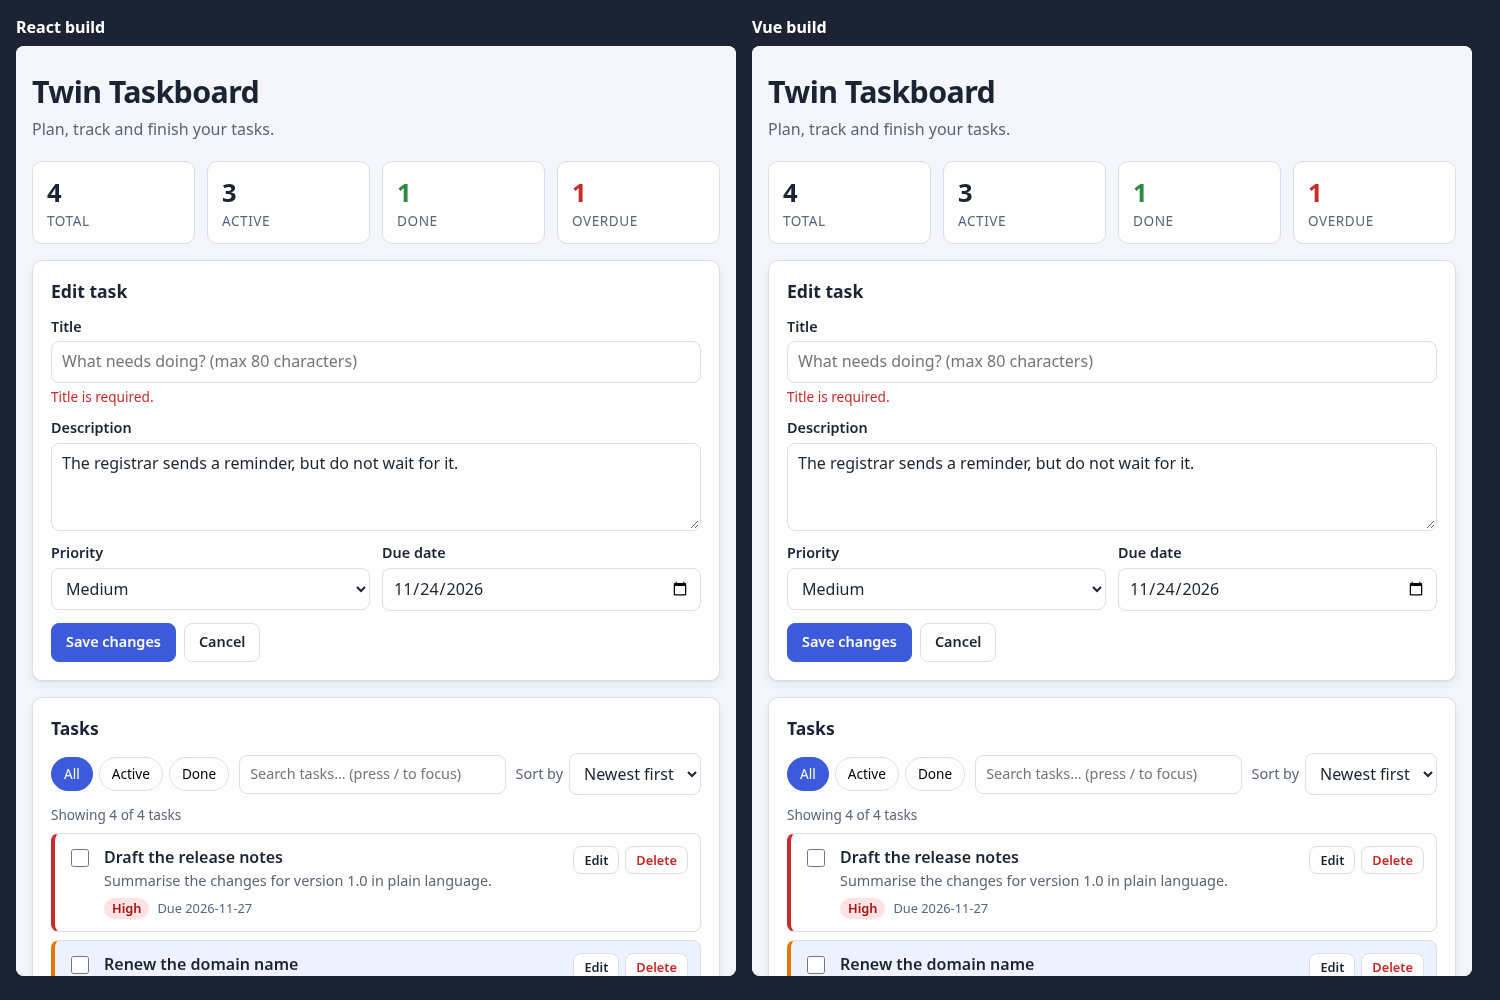 React build
Twin Taskboard
Plan, track and finish your tasks.
4
TOTAL
3
ACTIVE
1
DONE
1
OVERDUE
Edit task
Title
What needs doing? (max 80 characters)
Title is required.
Description
The registrar sends a reminder, but do not wait for it.
Priority
Due date
Medium
11/24/2026
Save changes
Cancel
Tasks
All
Active
Done
Search tasks... (press / to focus)
Sort by
Newest first
Showing 4 of 4 tasks
Draft the release notes
Edit
Delete
Summarise the changes for version 1.0 in plain language.
High
Due 2026-11-27
Renew the domain name
Edit
Delete
Vue build
Twin Taskboard
Plan, track and finish your tasks.
4
TOTAL
3
ACTIVE
1
DONE
1
OVERDUE
Edit task
Title
What needs doing? (max 80 characters)
Title is required.
Description
The registrar sends a reminder, but do not wait for it.
Priority
Due date
Medium
11/24/2026
Save changes
Cancel
Tasks
All
Active
Done
Search tasks... (press / to focus)
Sort by
Newest first
Showing 4 of 4 tasks
Draft the release notes
Edit
Delete
Summarise the changes for version 1.0 in plain language.
High
Due 2026-11-27
Renew the domain name
Edit
Delete